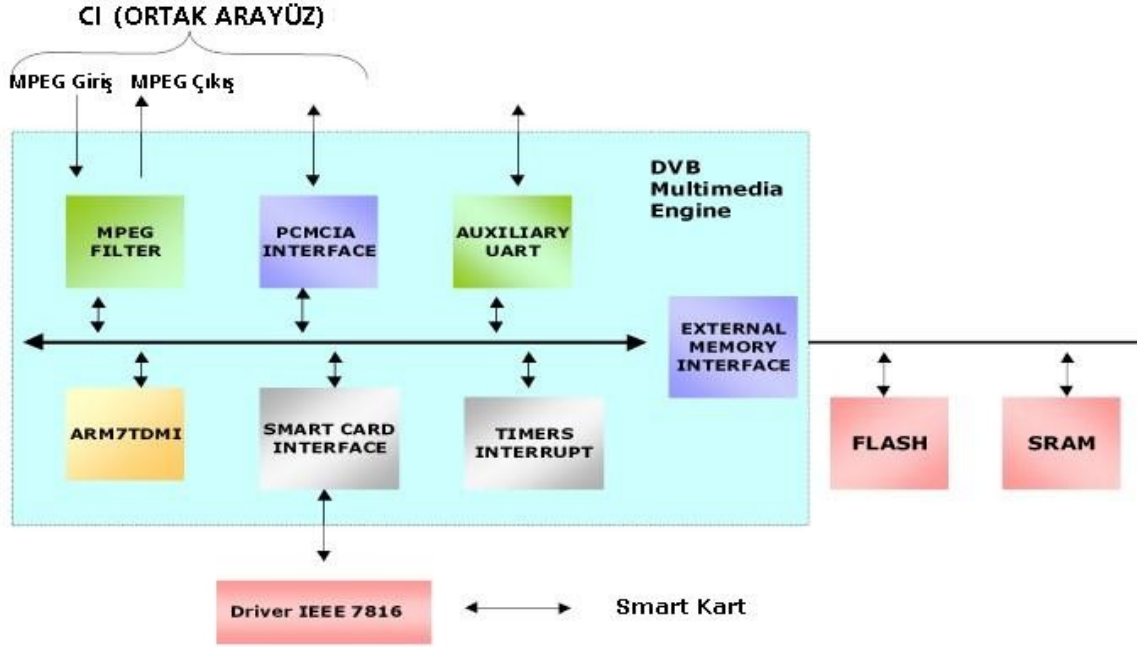 CI (ORTAK ARAYÜZ)
MPEG Giriş
MPEG Çıkış
DVB
Multimedia
Engine
MPEG
FILTER
PCMCIA
INTERFACE
AUXILIARY
UART
EXTERNAL
MEMORY
INTERFACE
ARM7TDMI
SMART CARD
INTERFACE
TIMERS
INTERRUPT
FLASH
SRAM
Driver IEEE 7816
Smart Kart